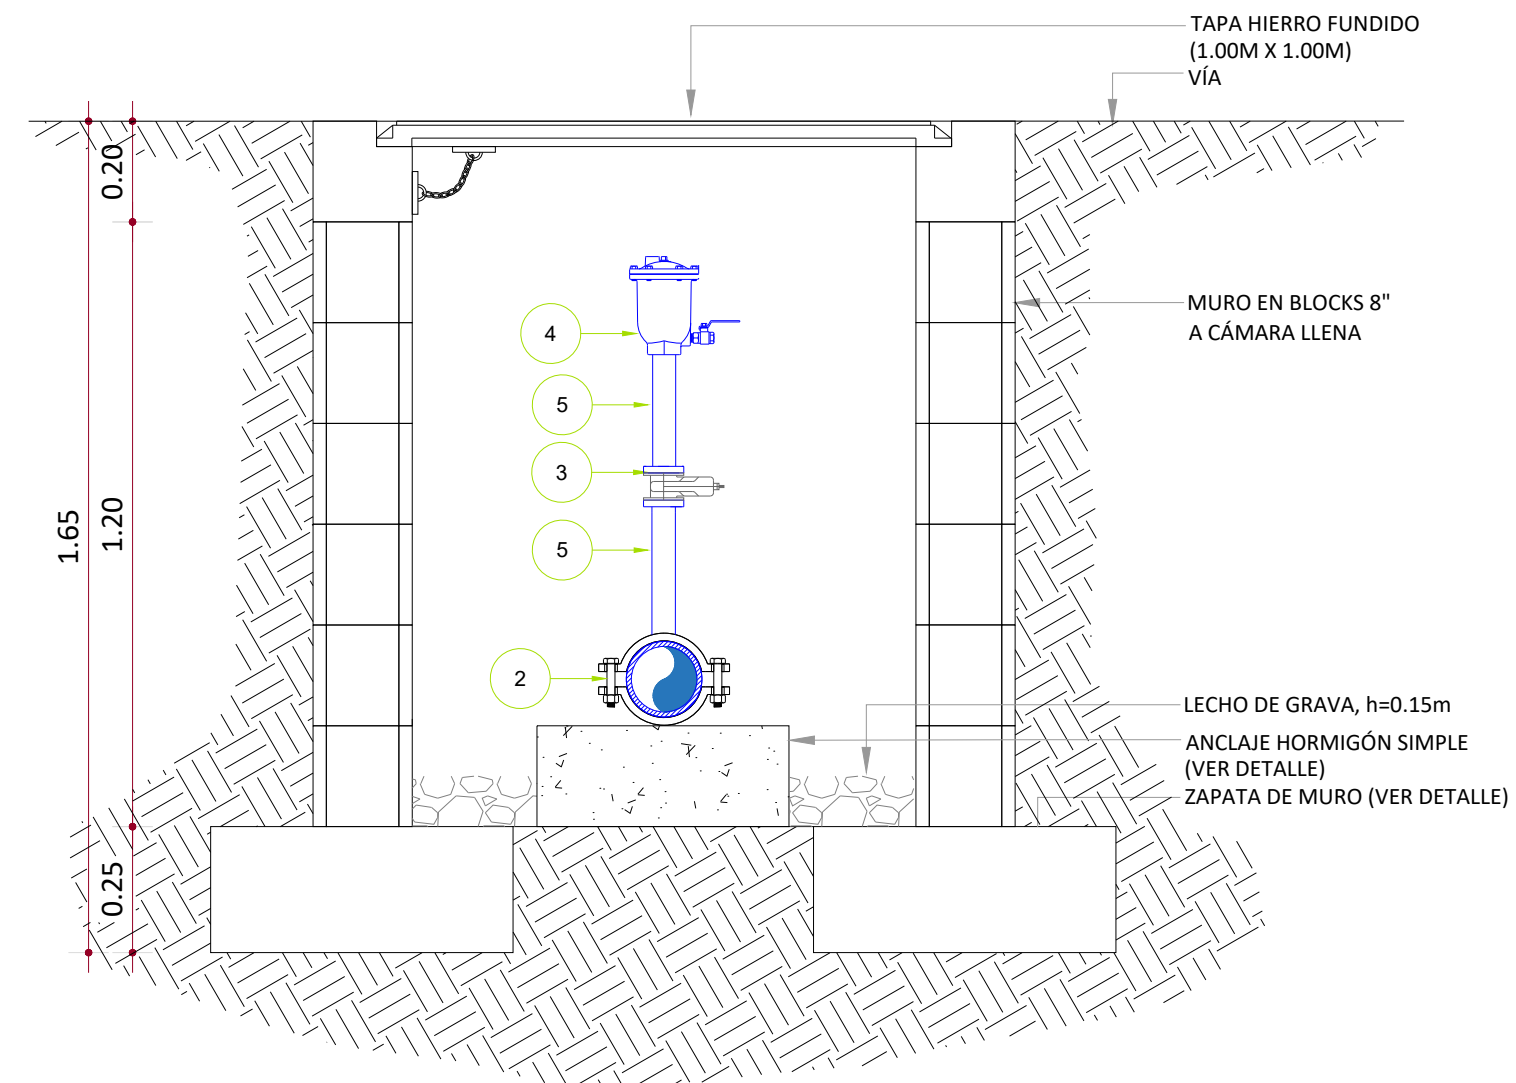 TAPA HIERRO FUNDIDO
(1.00M X 1.00M)
VÍA
0.20
MURO EN BLOCKS 8"
A CÁMARA LLENA
4
5
3
1.20
1.65
5
2
LECHO DE GRAVA, h=0.15m
ANCLAJE HORMIGÓN SIMPLE
(VER DETALLE)
ZAPATA DE MURO (VER DETALLE)
0.25